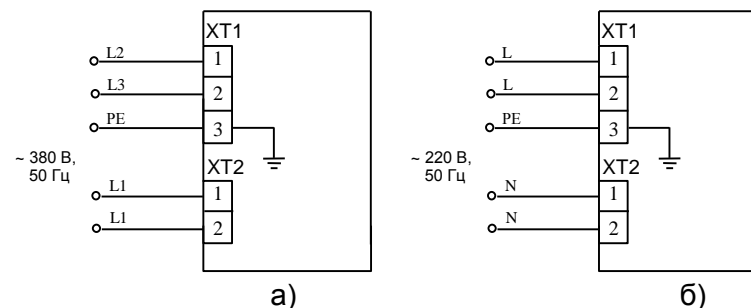 XT1
L2 1
L3 2
PE 3
~ 380 В,
50 Гц
XT2
L1 1
L1 2
а)
XT1
L 1
L 2
PE 3
~ 220 В,
50 Гц
XT2
N 1
N 2
б)